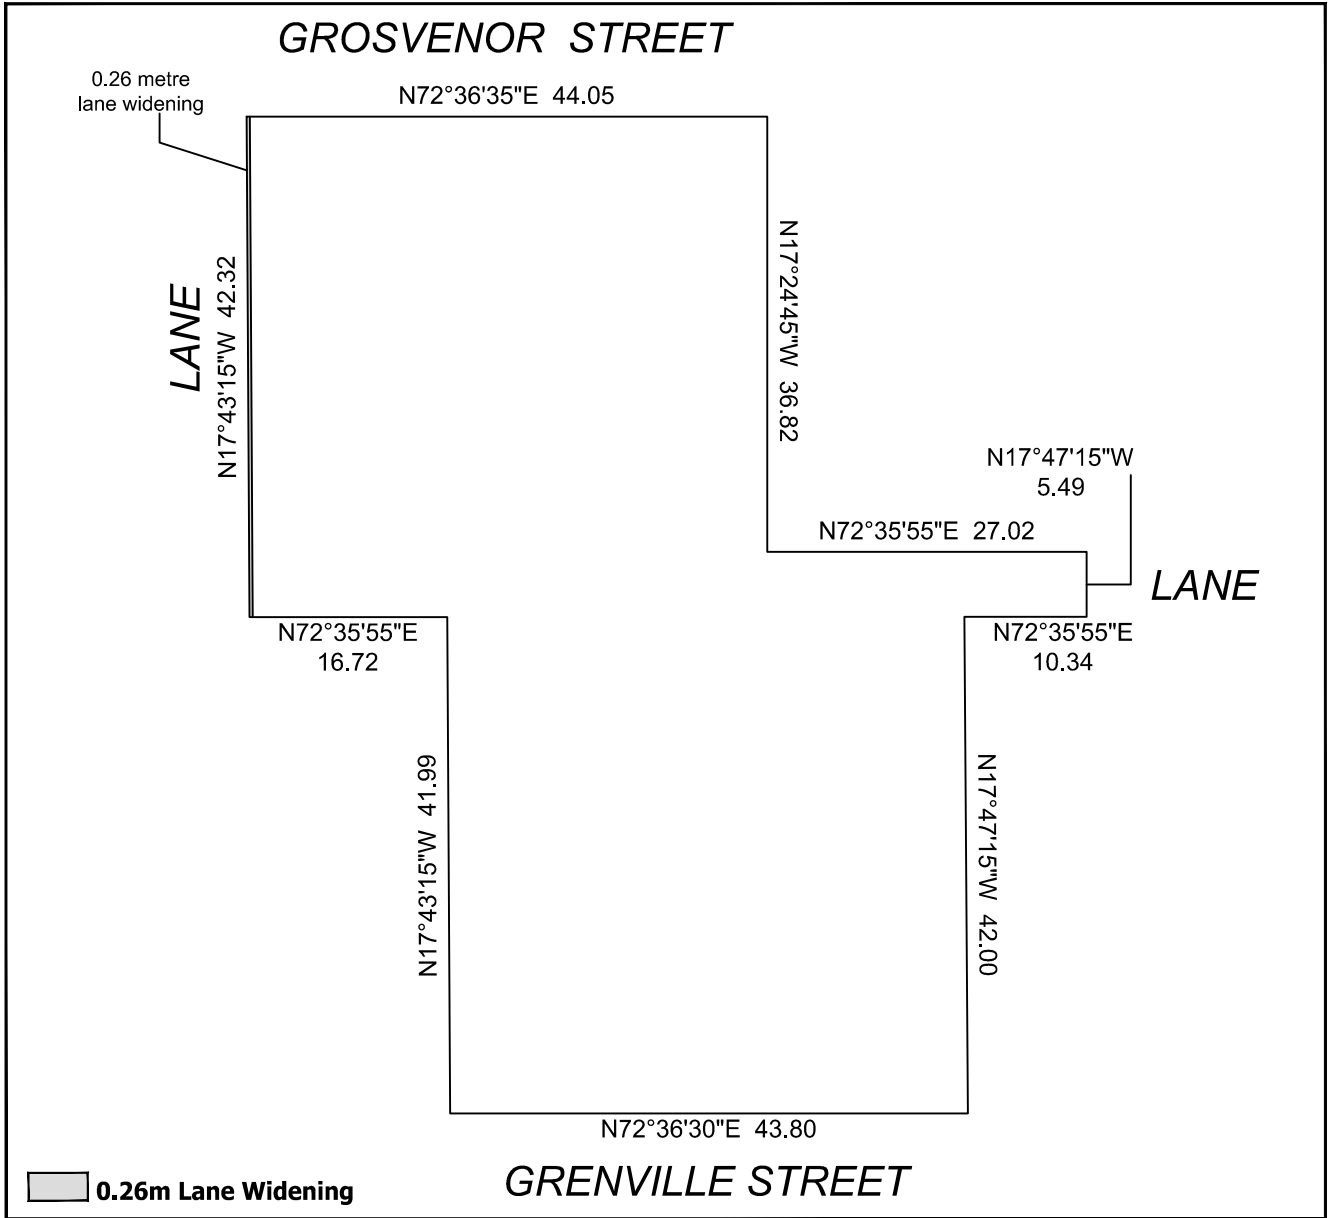 GROSVENOR STREET
0.26 metre
lane widening
N72°36'35"E 44.05
LANE
N17°43'15"W 42.32
N17°24'45"W 36.82
N17°47'15"W
5.49
N72°35'55"E 27.02
LANE
N72°35'55"E
16.72
N72°35'55"E
10.34
N17°43'15"W 41.99
N17°47'15"W 42.00
N72°36'30"E 43.80
GRENVILLE STREET
0.26m Lane Widening